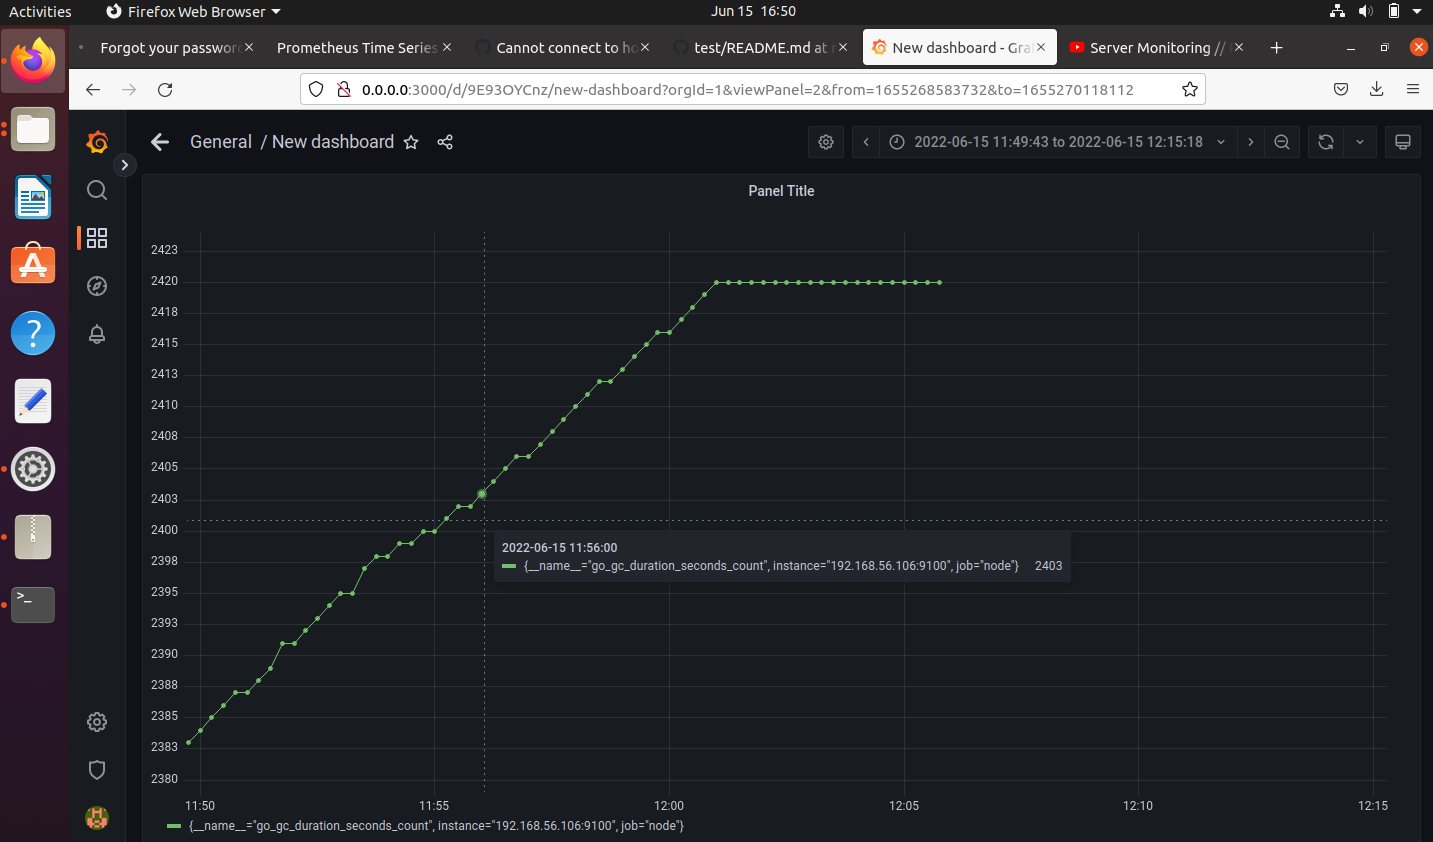 Activities
Firefox Web Browser
Jun 15 16:50
Forgot your passwor
Prometheus Time Series
Cannot connect to ho
test/README.md at
New dashboard - Gra
Server Monitoring //
0.0.0.0:3000/d/9E93OYCnz/new-dashboard?orgId=1&viewPanel=2&from=1655268583732&to=1655270118112
General / New dashboard
2022-06-15 11:49:43 to 2022-06-15 12:15:18
Panel Title
2423
2420
2418
2415
2413
2410
2408
2405
2403
2400
2398
2395
2393
2390
2388
2385
2383
2380
2022-06-15 11:56:00
{__name__="go_gc_duration_seconds_count", instance="192.168.56.106:9100", job="node"} 2403
11:50 11:55 12:00 12:05 12:10 12:15
{__name__="go_gc_duration_seconds_count", instance="192.168.56.106:9100", job="node"}